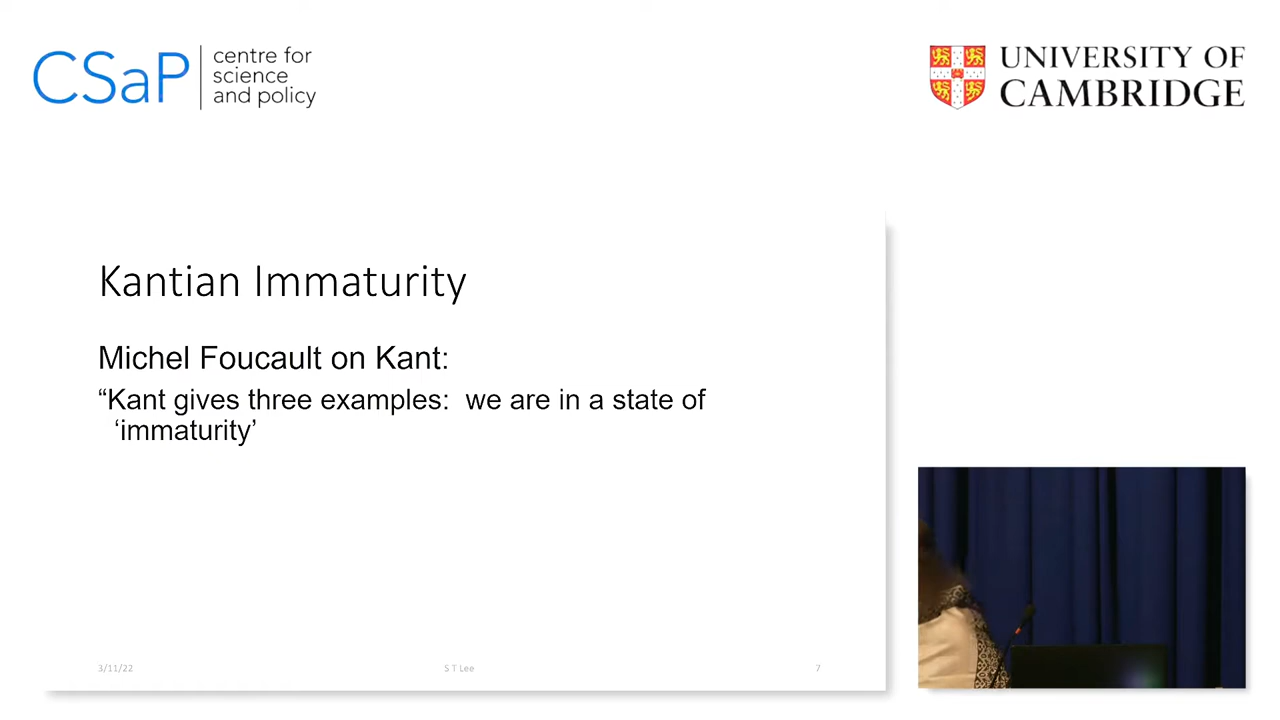 CSaP
centre for
science
and policy
UNIVERSITY OF
CAMBRIDGE
Kantian Immaturity
Michel Foucault on Kant:
“Kant gives three examples:  we are in a state of
‘immaturity’
3/11/22
S T Lee
7